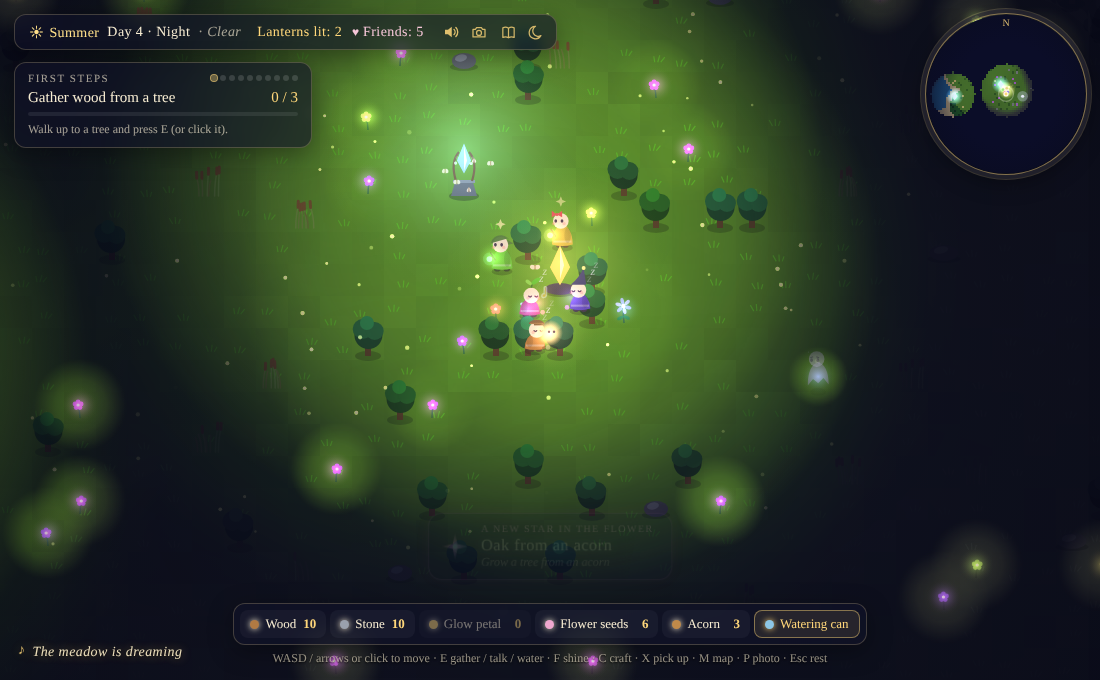 Summer Day 4 · Night · Clear Lanterns lit: 2 ♥ Friends: 5
N
FIRST STEPS
Gather wood from a tree 0 / 3
Walk up to a tree and press E (or click it).
z
z
z
A NEW STAR IN THE FLOWER
Oak from an acorn
Grow a tree from an acorn
Wood 10 Stone 10 Glow petal 0 Flower seeds 6 Acorn 3 Watering can
♪ The meadow is dreaming
WASD / arrows or click to move · E gather / talk / water · F shine · C craft · X pick up · M map · P photo · Esc rest